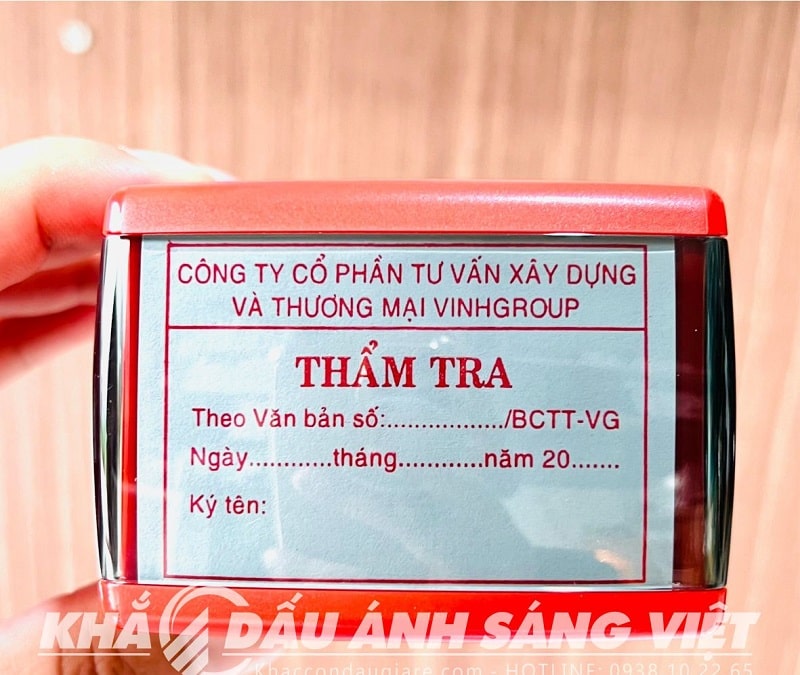 CÔNG TY CỔ PHẦN TƯ VẤN XÂY DỰNG
VÀ THƯƠNG MẠI VINHGROUP
THẨM TRA
Theo Văn bản số:................./BCTT-VG
Ngày............tháng............năm 20.......
Ký tên:
KHẮC DẤU ÁNH SÁNG VIỆT
Khaccondaugiare.com - HOTLINE: 0938.10.22.65